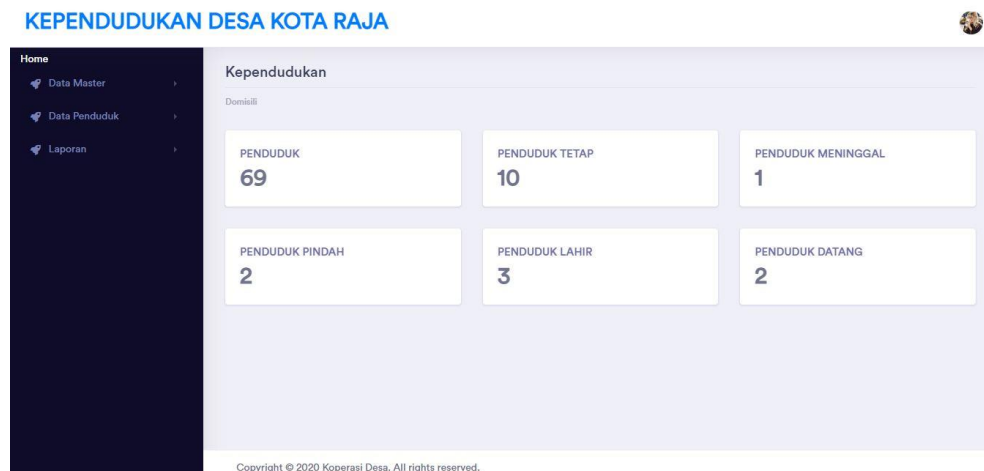 KEPENDUDUKAN DESA KOTA RAJA
Home
Data Master
Data Penduduk
Laporan
Kependudukan
Domisili
PENDUDUK
69
PENDUDUK TETAP
10
PENDUDUK MENINGGAL
1
PENDUDUK PINDAH
2
PENDUDUK LAHIR
3
PENDUDUK DATANG
2
Copyright © 2020 Koperasi Desa. All rights reserved.